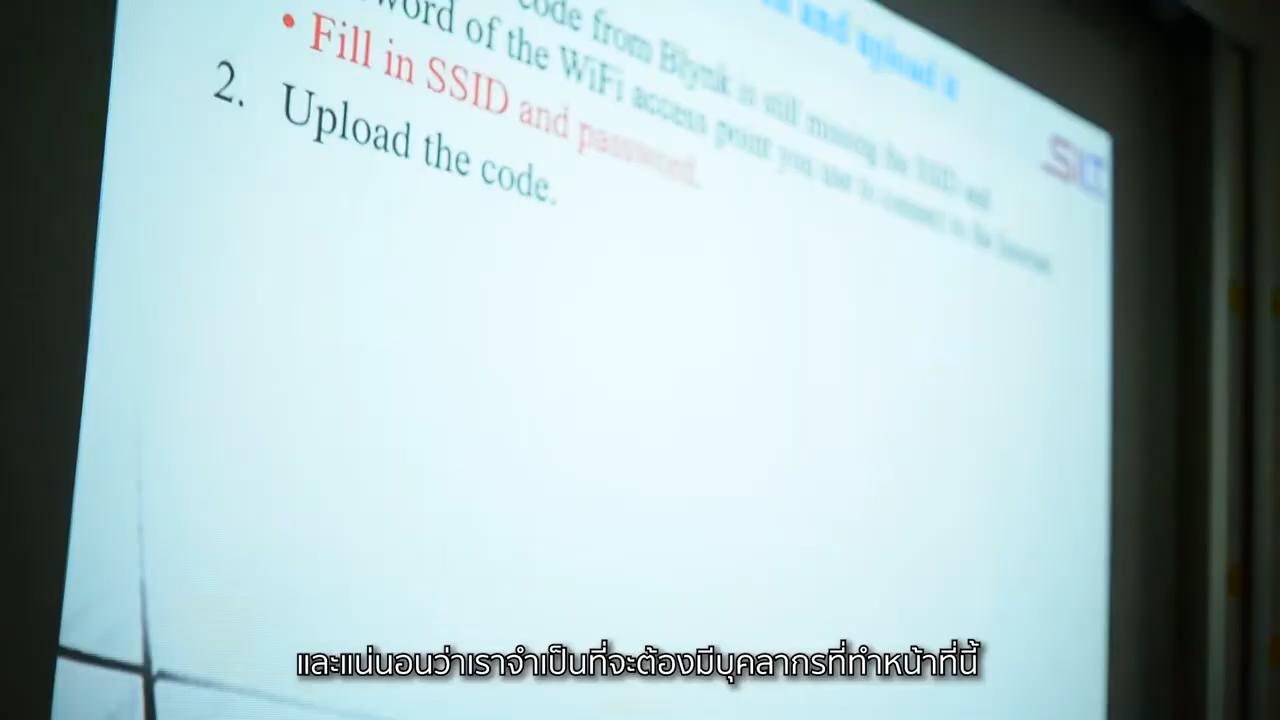 and upload
code from Blynk is still missing the SSID and
word of the WiFi access point you use to connect to the Internet.
• Fill in SSID and password.
2. Upload the code.
SIIT
และแน่นอนว่าเราจำเป็นที่จะต้องมีบุคลากรที่ทำหน้าที่นี้